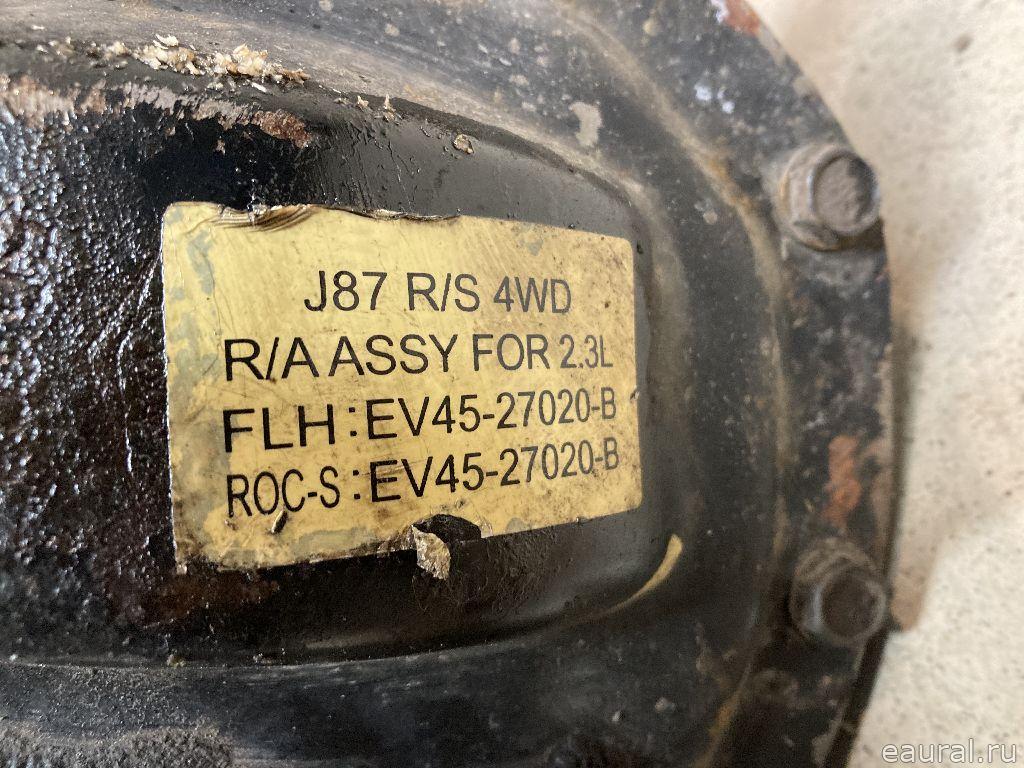 J87 R/S 4WD
R/A ASSY FOR 2.3L
FLH:EV45-27020-B
ROC-S:EV45-27020-B
eaural.ru